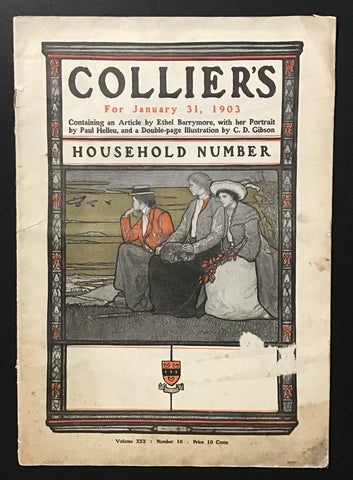 COLLIER'S
For January 31, 1903
Containing an Article by Ethel Barrymore, with her Portrait
by Paul Helleu, and a Double-page Illustration by C. D. Gibson
HOUSEHOLD NUMBER
Volume XXX : Number 18 : Price 10 Cents